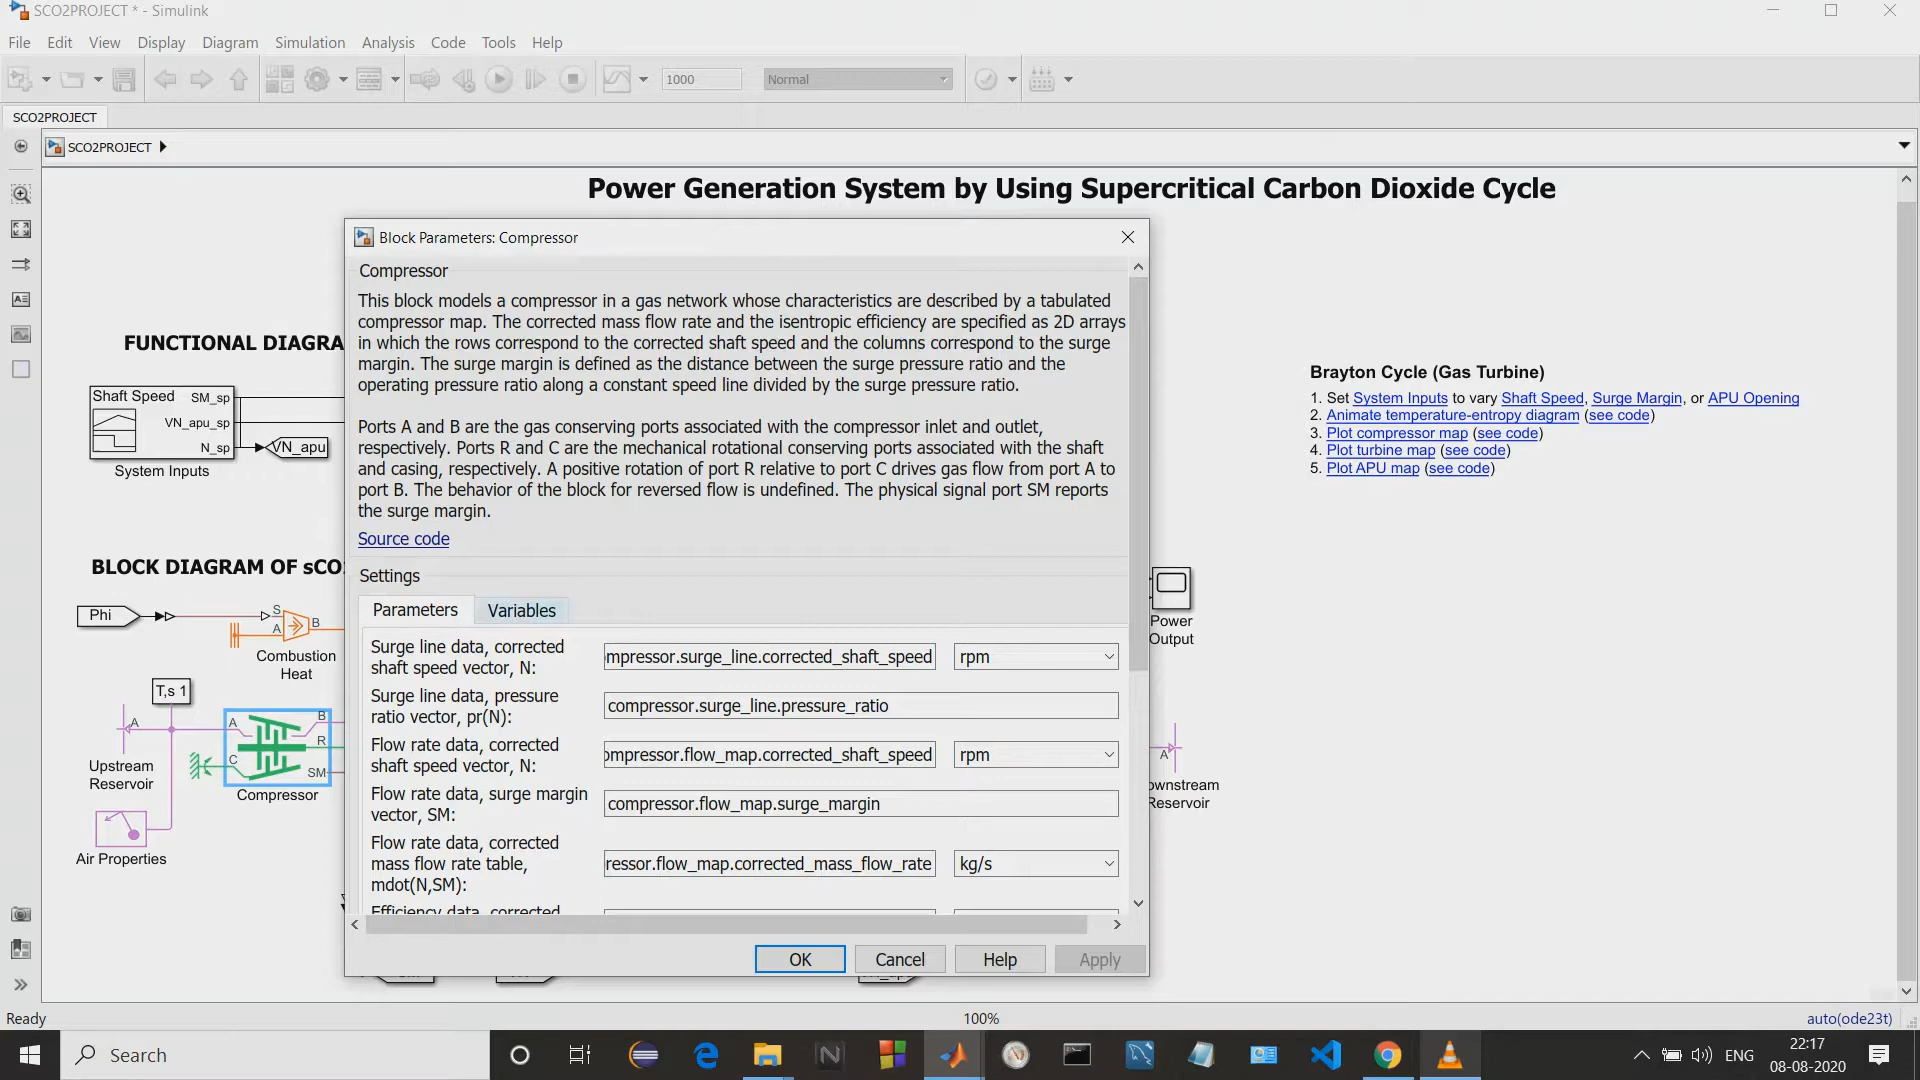 SCO2PROJECT * - Simulink
File Edit View Display Diagram Simulation Analysis Code Tools Help
1000
Normal
SCO2PROJECT
SCO2PROJECT
Power Generation System by Using Supercritical Carbon Dioxide Cycle
FUNCTIONAL DIAGRA
Shaft Speed
SM_sp
VN_apu_sp
N_sp
VN_apu
System Inputs
BLOCK DIAGRAM OF sCO
Phi
S
A
B
Combustion
Heat
T,s 1
A
Upstream
Reservoir
A
B
R
C
SM
Compressor
Air Properties
Block Parameters: Compressor
Compressor
This block models a compressor in a gas network whose characteristics are described by a tabulated
compressor map. The corrected mass flow rate and the isentropic efficiency are specified as 2D arrays
in which the rows correspond to the corrected shaft speed and the columns correspond to the surge
margin. The surge margin is defined as the distance between the surge pressure ratio and the
operating pressure ratio along a constant speed line divided by the surge pressure ratio.
Ports A and B are the gas conserving ports associated with the compressor inlet and outlet,
respectively. Ports R and C are the mechanical rotational conserving ports associated with the shaft
and casing, respectively. A positive rotation of port R relative to port C drives gas flow from port A to
port B. The behavior of the block for reversed flow is undefined. The physical signal port SM reports
the surge margin.
Source code
Settings
Parameters Variables
Surge line data, corrected
shaft speed vector, N:
mpressor.surge_line.corrected_shaft_speed
rpm
Surge line data, pressure
ratio vector, pr(N):
compressor.surge_line.pressure_ratio
Flow rate data, corrected
shaft speed vector, N:
ompressor.flow_map.corrected_shaft_speed
rpm
Flow rate data, surge margin
vector, SM:
compressor.flow_map.surge_margin
Flow rate data, corrected
mass flow rate table,
mdot(N,SM):
ressor.flow_map.corrected_mass_flow_rate
kg/s
Efficiency data, corrected
OK Cancel Help Apply
Brayton Cycle (Gas Turbine)
1. Set System Inputs to vary Shaft Speed, Surge Margin, or APU Opening
2. Animate temperature-entropy diagram (see code)
3. Plot compressor map (see code)
4. Plot turbine map (see code)
5. Plot APU map (see code)
Power
Output
A
ownstream
Reservoir
Ready
100%
auto(ode23t)
Search
ENG
22:17
08-08-2020